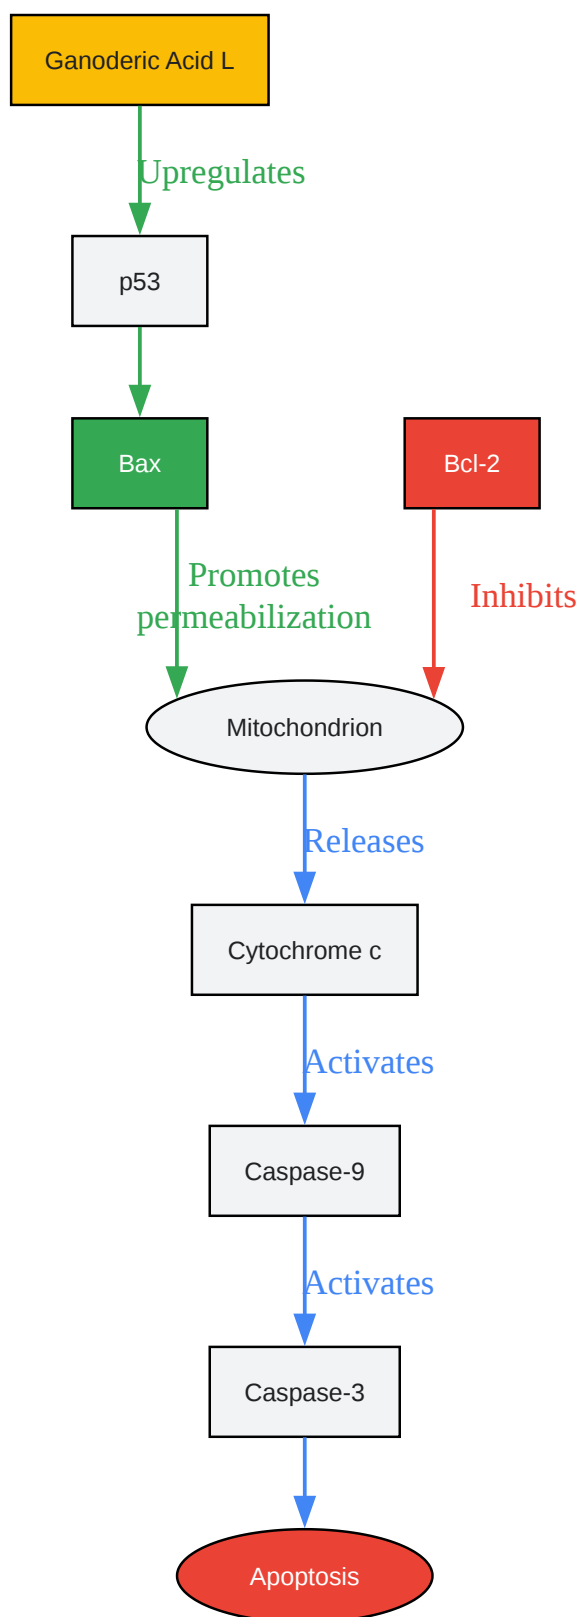 Ganoderic Acid L
Upregulates
p53
Bax
Bcl-2
Promotes
permeabilization
Inhibits
Mitochondrion
Releases
Cytochrome c
Activates
Caspase-9
Activates
Caspase-3
Apoptosis